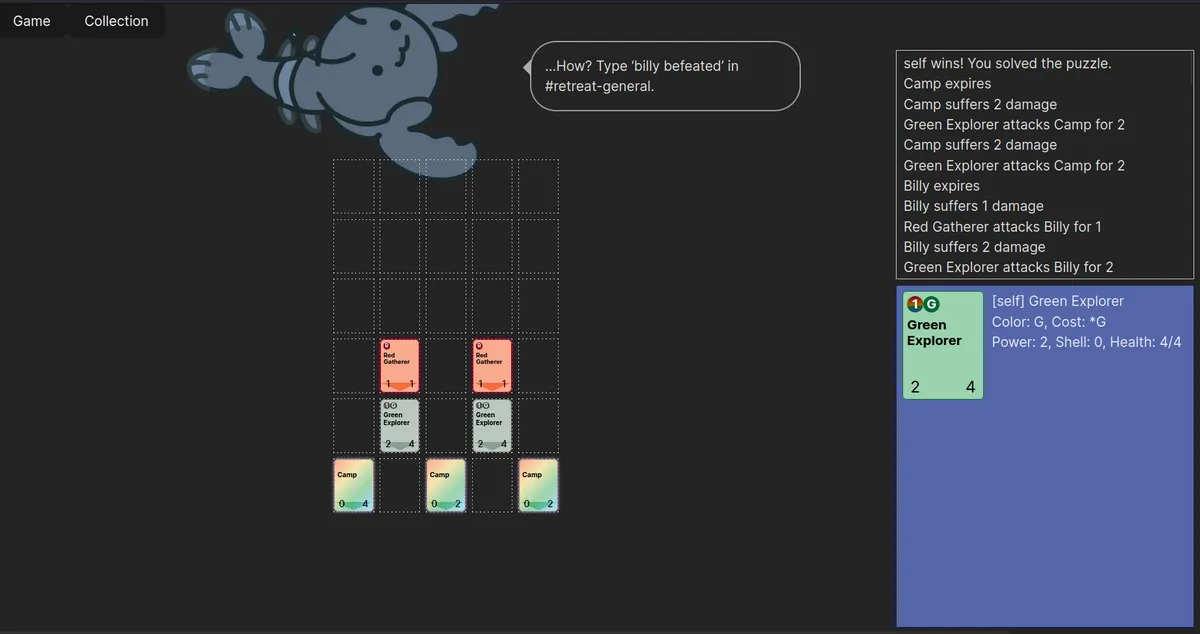 Game Collection
...How? Type ‘billy befeated’ in
#retreat-general.
self wins! You solved the puzzle.
Camp expires
Camp suffers 2 damage
Green Explorer attacks Camp for 2
Camp suffers 2 damage
Green Explorer attacks Camp for 2
Billy expires
Billy suffers 1 damage
Red Gatherer attacks Billy for 1
Billy suffers 2 damage
Green Explorer attacks Billy for 2
1 G
Green
Explorer
2 4
[self] Green Explorer
Color: G, Cost: *G
Power: 2, Shell: 0, Health: 4/4
R
Red
Gatherer
1 1
R
Red
Gatherer
1 1
1 G
Green
Explorer
2 4
1 G
Green
Explorer
2 4
Camp
0 4
Camp
0 2
Camp
0 2